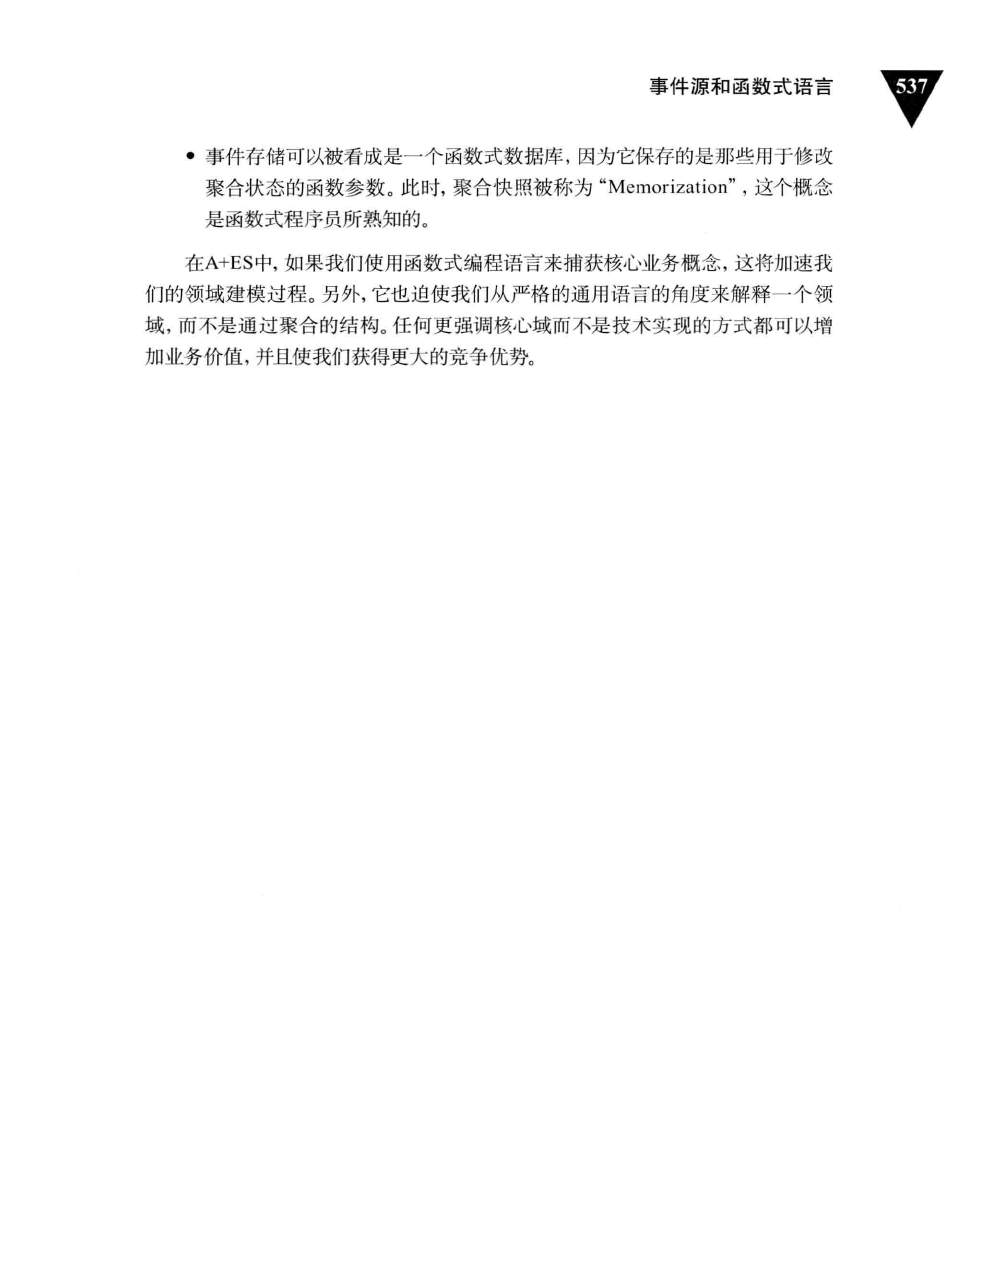 事件源和函数式语言 537
• 事件存储可以被看成是一个函数式数据库，因为它保存的是那些用于修改
聚合状态的函数参数。此时，聚合快照被称为“Memorization”，这个概念
是函数式程序员所熟知的。
在A+ES中，如果我们使用函数式编程语言来捕获核心业务概念，这将加速我
们的领域建模过程。另外，它也迫使我们从严格的通用语言的角度来解释一个领
域，而不是通过聚合的结构。任何更强调核心域而不是技术实现的方式都可以增
加业务价值，并且使我们获得更大的竞争优势。